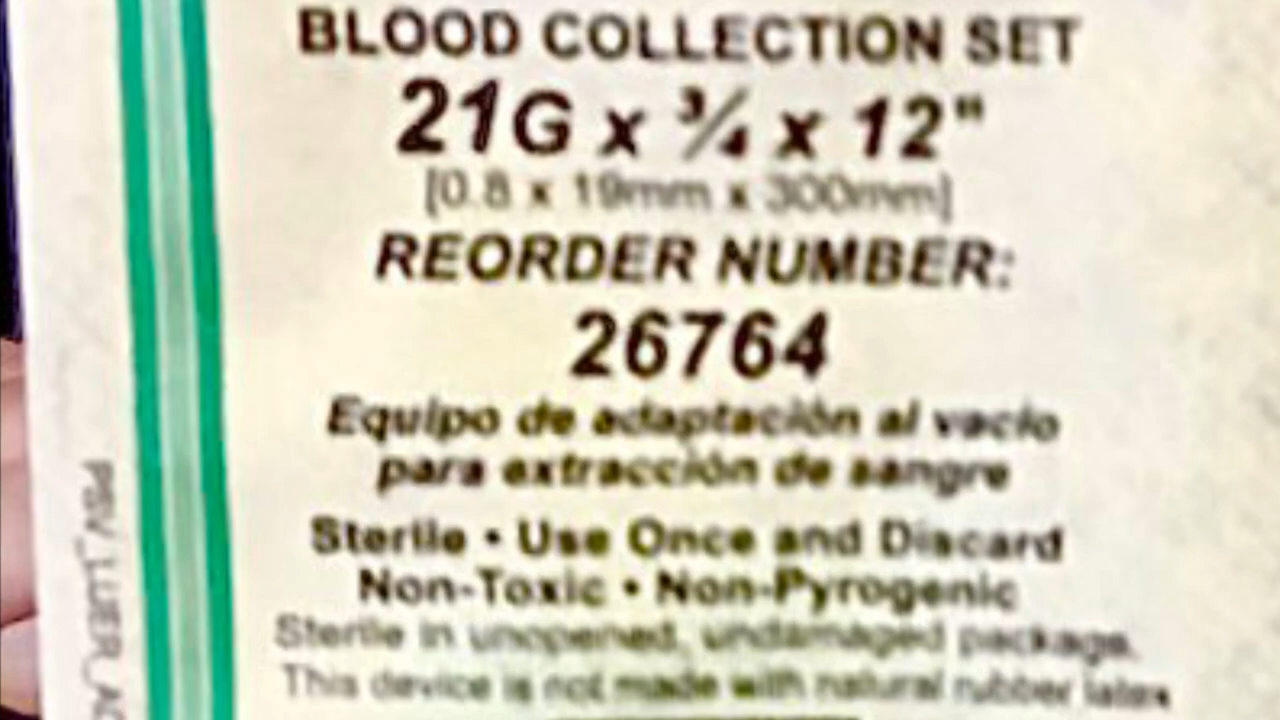 BLOOD COLLECTION SET
21G x ¾ x 12"
[0.8 x 19mm x 300mm]
REORDER NUMBER:
26764
Equipo de adaptación al vacío
para extracción de sangre
Sterile • Use Once and Discard
Non-Toxic • Non-Pyrogenic
Sterile in unopened, undamaged package.
This device is not made with natural rubber latex